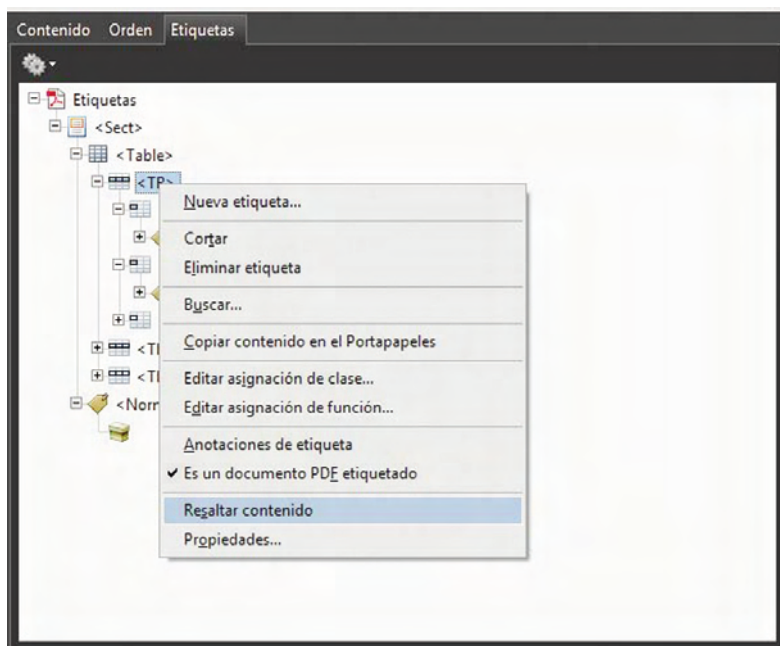 Contenido Orden Etiquetas
Etiquetas
<Sect>
<Table>
<TR>
Nueva etiqueta...
Cortar
Eliminar etiqueta
Buscar...
Copiar contenido en el Portapapeles
Editar asignación de clase...
Editar asignación de función...
<Norr
Anotaciones de etiqueta
Es un documento PDF etiquetado
Resaltar contenido
Propiedades...